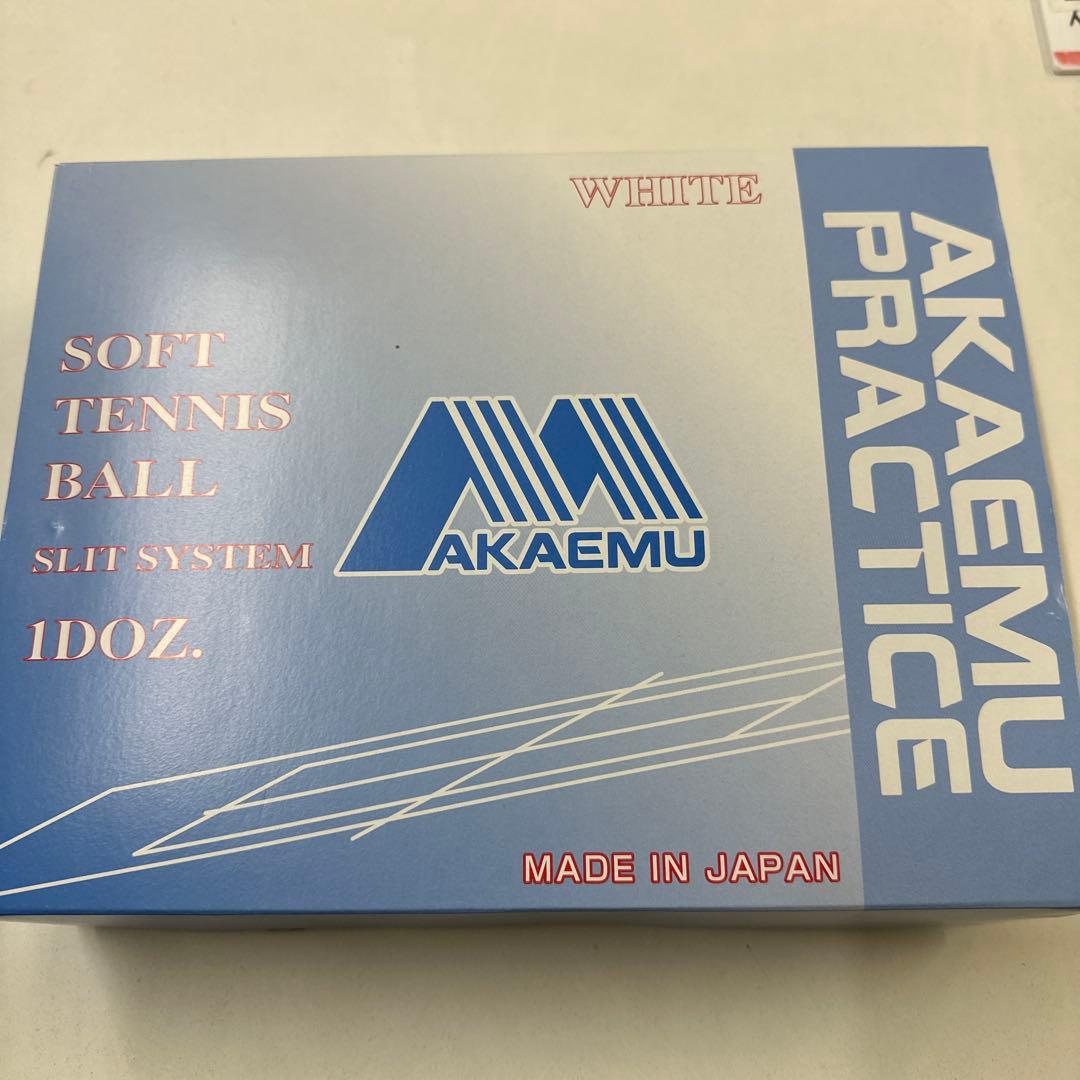 WHITE
SOFT
TENNIS
BALL
SLIT SYSTEM
1DOZ.
AKAEMU
MADE IN JAPAN
AKAEMU
PRACTICE